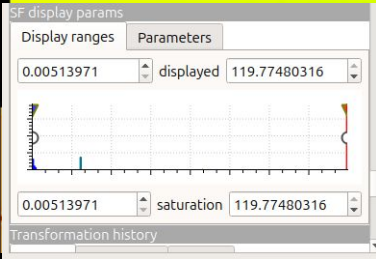 SF display params
Display ranges
Parameters
0.00513971 displayed 119.77480316
0.00513971 saturation 119.77480316
Transformation history